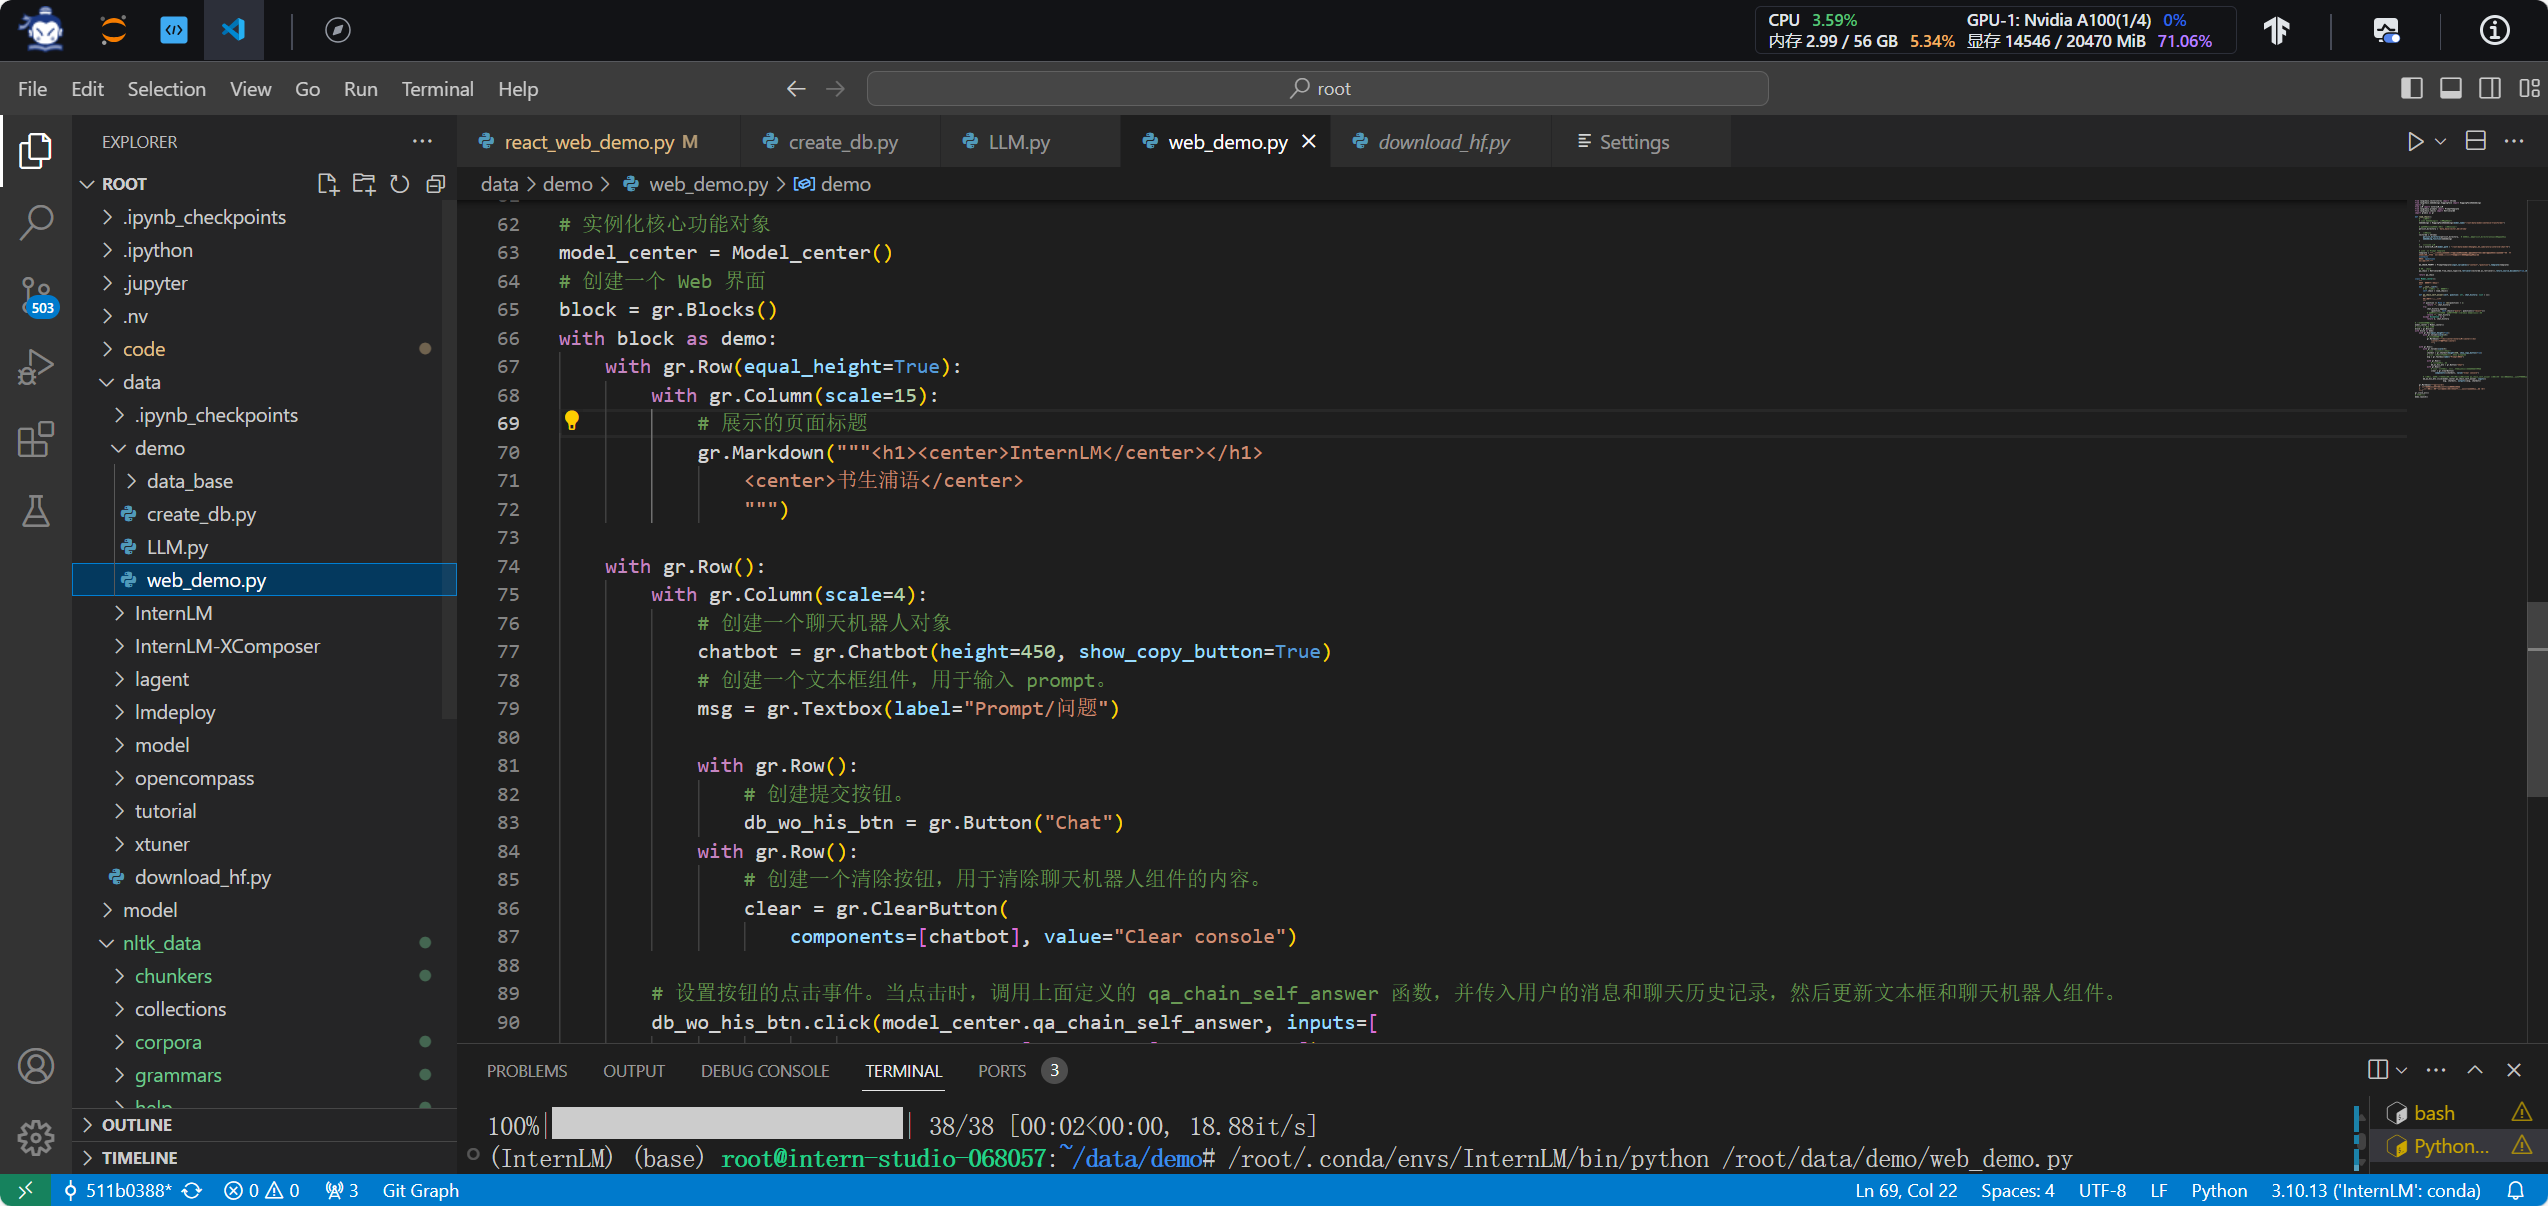 CPU 3.59% GPU-1: Nvidia A100(1/4) 0%
内存 2.99 / 56 GB 5.34% 显存 14546 / 20470 MiB 71.06%
File Edit Selection View Go Run Terminal Help
root
EXPLORER
react_web_demo.py M
create_db.py
LLM.py
web_demo.py
download_hf.py
Settings
data > demo > web_demo.py > demo
ROOT
.ipynb_checkpoints
.ipython
.jupyter
.nv
code
data
.ipynb_checkpoints
demo
data_base
create_db.py
LLM.py
web_demo.py
InternLM
InternLM-XComposer
lagent
lmdeploy
model
opencompass
tutorial
xtuner
download_hf.py
model
nltk_data
chunkers
collections
corpora
grammars
help
OUTLINE
TIMELINE
503
62 # 实例化核心功能对象
63 model_center = Model_center()
64 # 创建一个 Web 界面
65 block = gr.Blocks()
66 with block as demo:
67 with gr.Row(equal_height=True):
68 with gr.Column(scale=15):
69 # 展示的页面标题
70 gr.Markdown("""<h1><center>InternLM</center></h1>
71 <center>书生浦语</center>
72 """)
73
74 with gr.Row():
75 with gr.Column(scale=4):
76 # 创建一个聊天机器人对象
77 chatbot = gr.Chatbot(height=450, show_copy_button=True)
78 # 创建一个文本框组件，用于输入 prompt。
79 msg = gr.Textbox(label="Prompt/问题")
80
81 with gr.Row():
82 # 创建提交按钮。
83 db_wo_his_btn = gr.Button("Chat")
84 with gr.Row():
85 # 创建一个清除按钮，用于清除聊天机器人组件的内容。
86 clear = gr.ClearButton(
87 components=[chatbot], value="Clear console")
88
89 # 设置按钮的点击事件。当点击时，调用上面定义的 qa_chain_self_answer 函数，并传入用户的消息和聊天历史记录，然后更新文本框和聊天机器人组件。
90 db_wo_his_btn.click(model_center.qa_chain_self_answer, inputs=[
PROBLEMS OUTPUT DEBUG CONSOLE TERMINAL PORTS 3
100%| | 38/38 [00:02<00:00, 18.88it/s]
(InternLM) (base) root@intern-studio-068057:~/data/demo# /root/.conda/envs/InternLM/bin/python /root/data/demo/web_demo.py
bash
Python...
511b0388* 0 0 3 Git Graph
Ln 69, Col 22 Spaces: 4 UTF-8 LF Python 3.10.13 ('InternLM': conda)